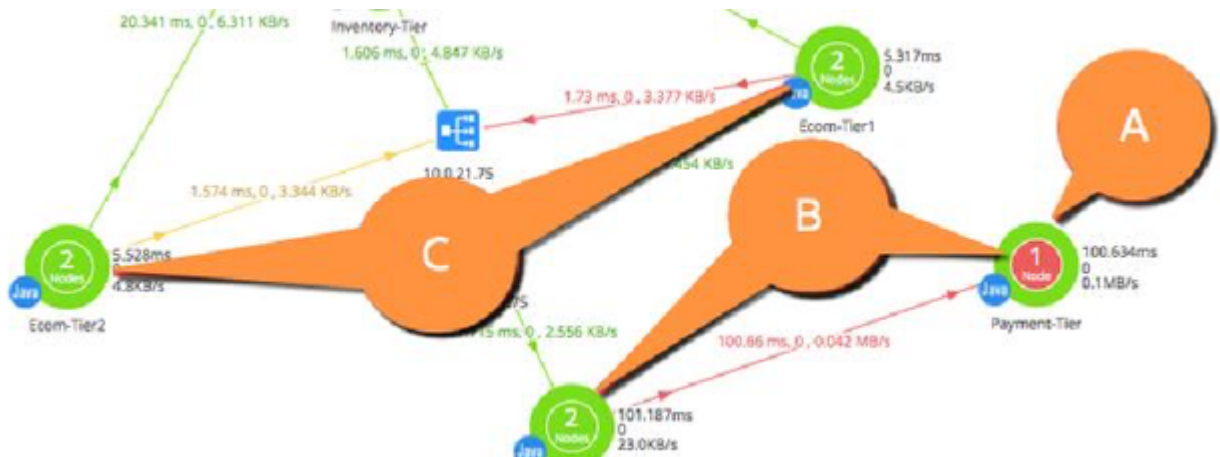 20.341 ms, 0, 6.311 KB/s
Inventory-Tier
1.606 ms, 0, 4.847 KB/s
2
Nodes
5.317ms
0
4.5KB/s
Java
Ecom-Tier1
1.73 ms, 0, 3.377 KB/s
A
10.0.21.75
454 KB/s
1.574 ms, 0, 3.344 KB/s
B
C
2
Nodes
5.528ms
4.8KB/s
Java
Ecom-Tier2
1
Node
100.634ms
0
0.1MB/s
Java
Payment-Tier
75
15 ms, 0, 2.556 KB/s
100.66 ms, 0, 0.042 MB/s
2
Nodes
101.187ms
0
23.0KB/s
Java